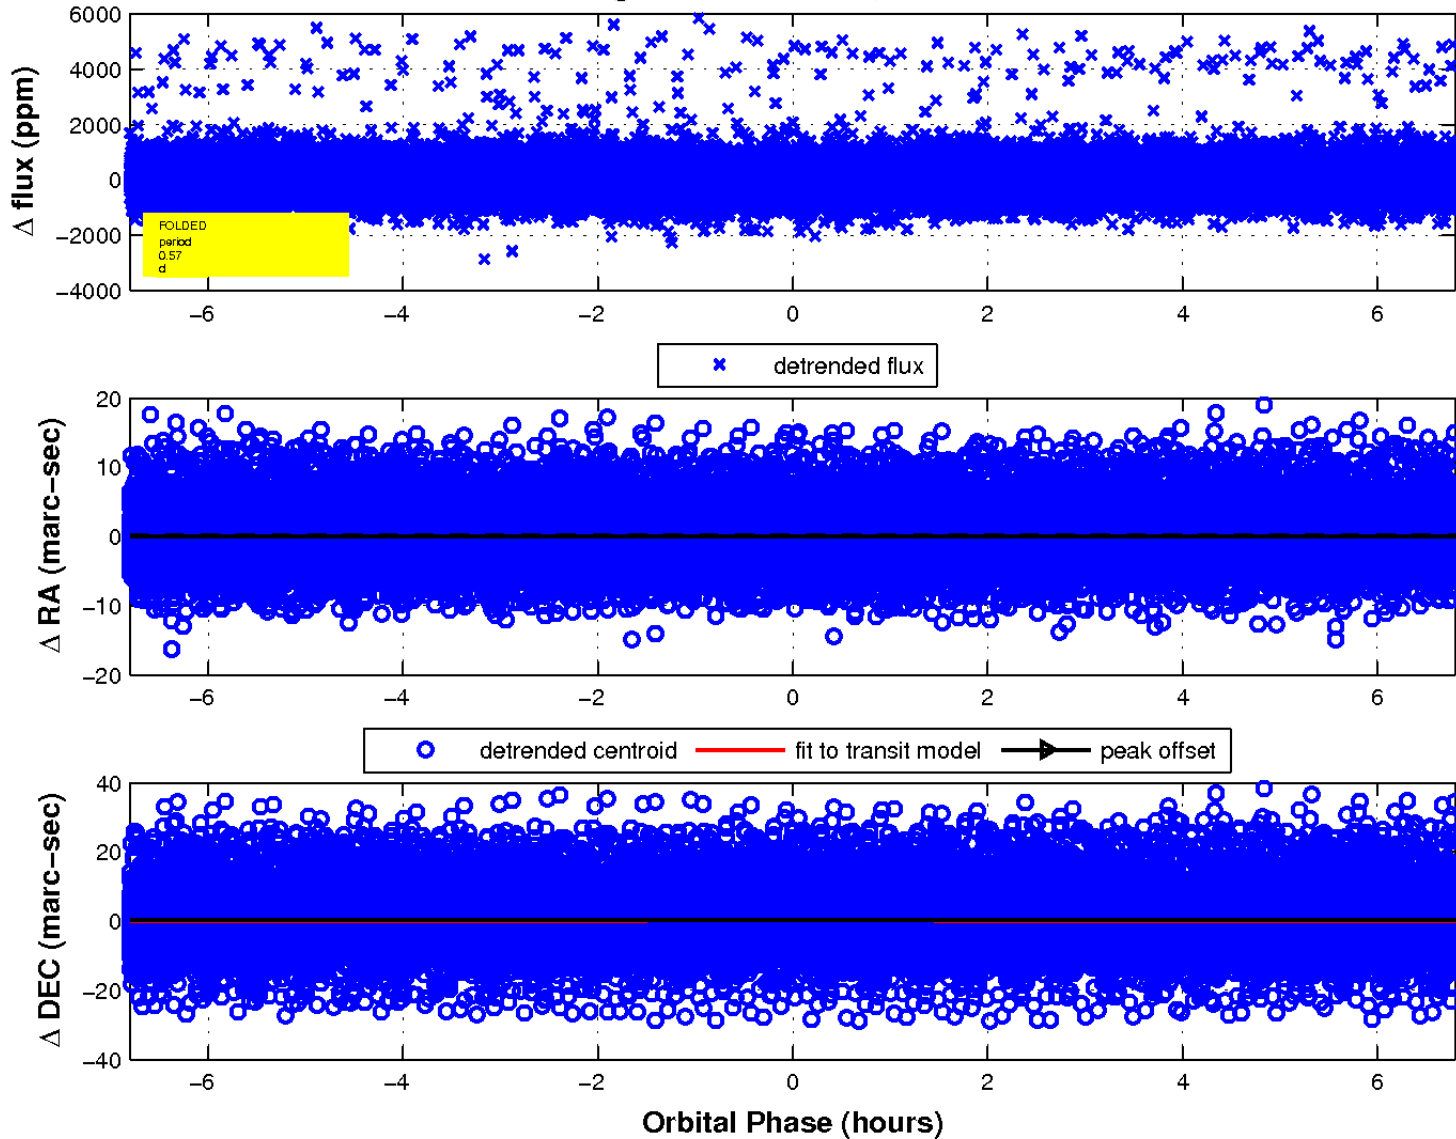 6000
4000
2000
0
−2000
−4000
Δ flux (ppm)
FOLDED
period
0.57
d
−6 −4 −2 0 2 4 6
detrended flux
20
10
0
−10
−20
Δ RA (marc−sec)
−6 −4 −2 0 2 4 6
detrended centroid fit to transit model peak offset
40
20
0
−20
−40
Δ DEC (marc−sec)
−6 −4 −2 0 2 4 6
Orbital Phase (hours)